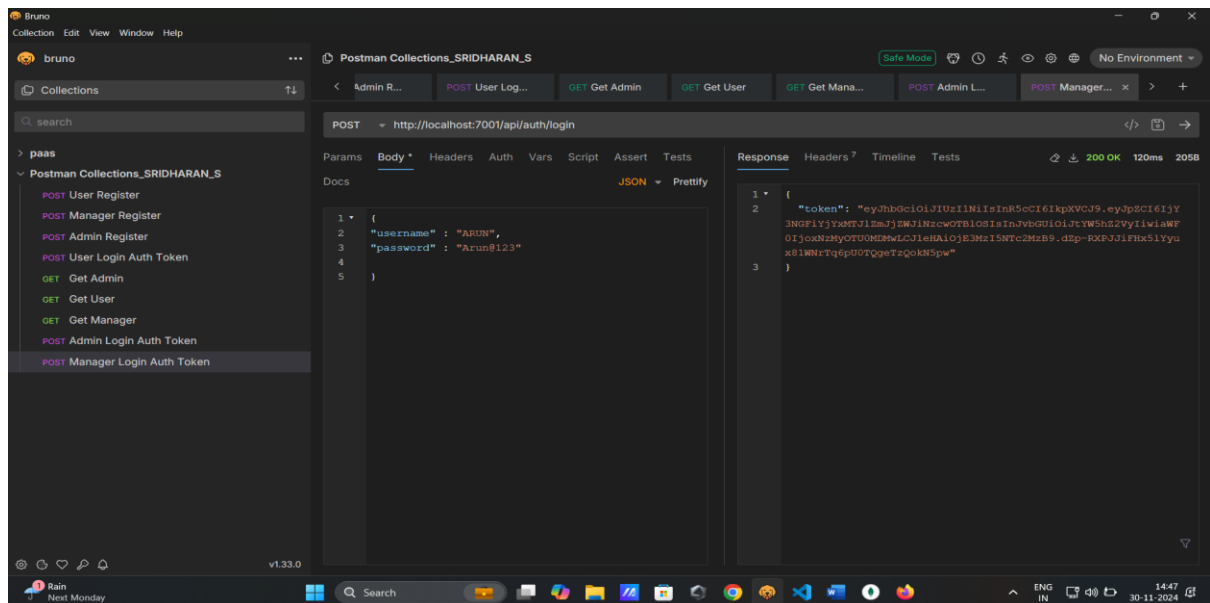 Bruno
Collection Edit View Window Help
bruno
Postman Collections_SRIDHARAN_S
Safe Mode
No Environment
Collections
Admin R...
POST User Log...
GET Get Admin
GET Get User
GET Get Mana...
POST Admin L...
POST Manager...
search
POST http://localhost:7001/api/auth/login
paas
Postman Collections_SRIDHARAN_S
POST User Register
POST Manager Register
POST Admin Register
POST User Login Auth Token
GET Get Admin
GET Get User
GET Get Manager
POST Admin Login Auth Token
POST Manager Login Auth Token
Params Body Headers Auth Vars Script Assert Tests
Docs
JSON Prettify
1 {
2 "username" : "ARUN",
3 "password" : "Arun@123"
4
5 }
Response Headers 7 Timeline Tests
200 OK 120ms 205B
1 {
2 "token":
3 }
v1.33.0
1
Rain
Next Monday
Search
ENG
IN
14:47
30-11-2024